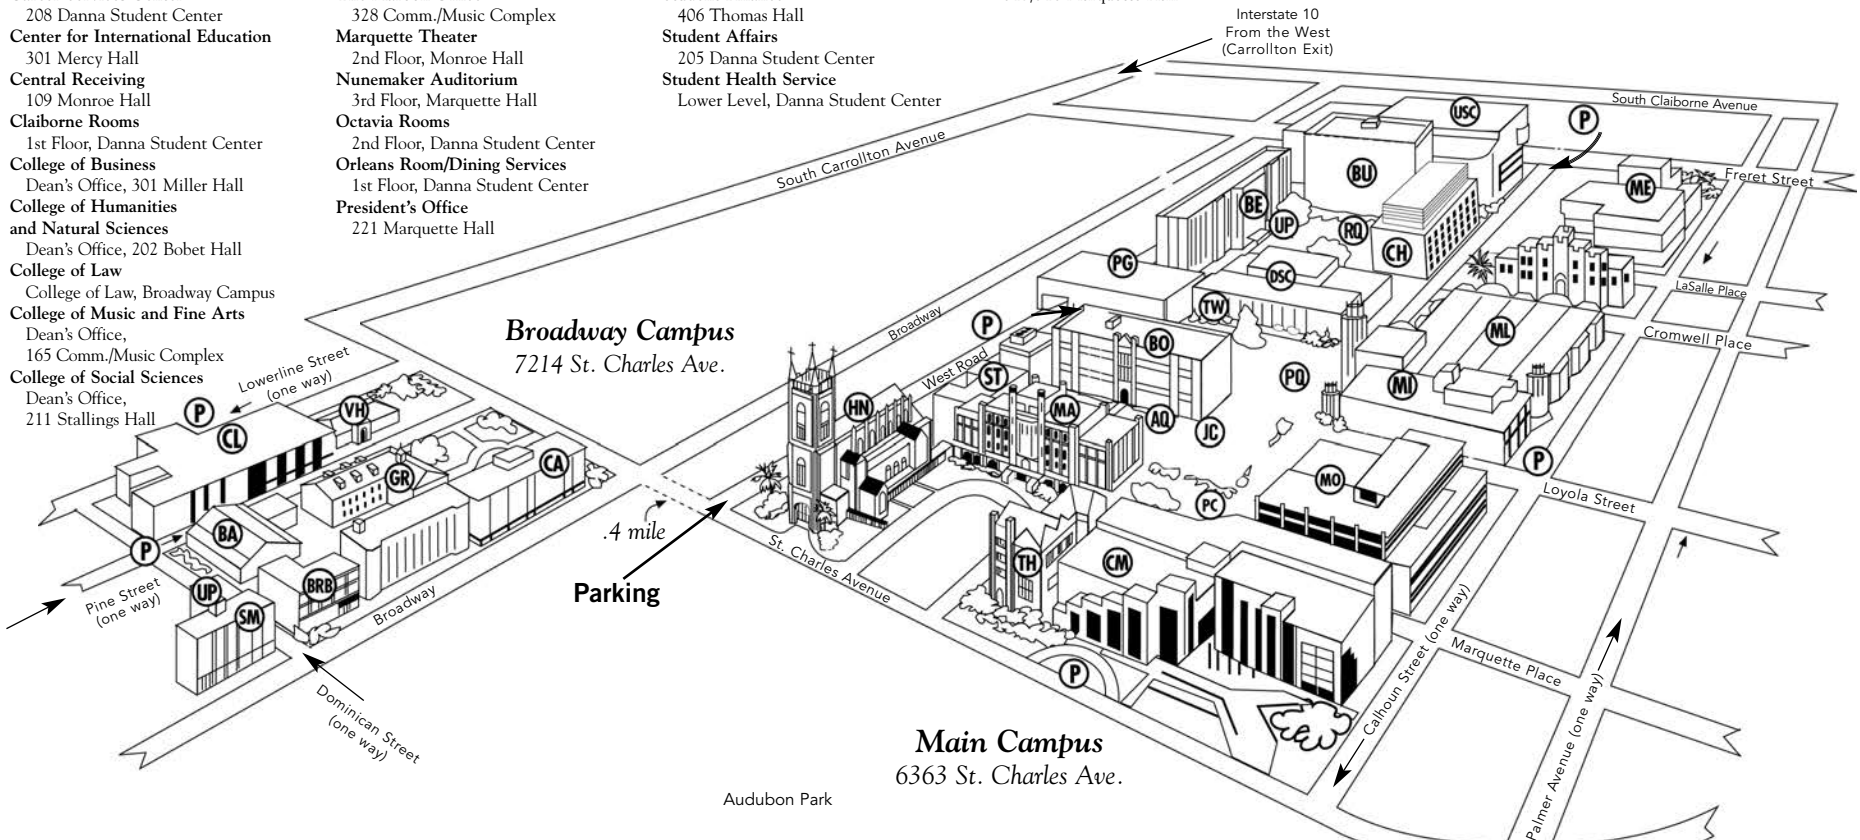 208 Danna Student Center
Center for International Education
301 Mercy Hall
Central Receiving
109 Monroe Hall
Claiborne Rooms
1st Floor, Danna Student Center
College of Business
Dean's Office, 301 Miller Hall
College of Humanities
and Natural Sciences
Dean's Office, 202 Bobet Hall
College of Law
College of Law, Broadway Campus
College of Music and Fine Arts
Dean's Office,
165 Comm./Music Complex
College of Social Sciences
Dean's Office,
211 Stallings Hall
328 Comm./Music Complex
Marquette Theater
2nd Floor, Monroe Hall
Nunemaker Auditorium
3rd Floor, Marquette Hall
Octavia Rooms
2nd Floor, Danna Student Center
Orleans Room/Dining Services
1st Floor, Danna Student Center
President's Office
221 Marquette Hall
406 Thomas Hall
Student Affairs
205 Danna Student Center
Student Health Service
Lower Level, Danna Student Center
Interstate 10
From the West
(Carrollton Exit)
South Claiborne Avenue
South Carrollton Avenue
Freret Street
LaSalle Place
Cromwell Place
USC
P
BU
ME
BE
UP
RQ
CH
PG
DSC
TW
ML
Broadway
P
BO
West Road
ST
PQ
MI
HN
MA
AQ
JC
P
MO
Loyola Street
PC
TH
CM
P
Broadway Campus
7214 St. Charles Ave.
Lowerline Street
(one way)
P
VH
CL
GR
CA
BA
P
UP
BRB
SM
Pine Street
(one way)
Broadway
Dominican Street
(one way)
.4 mile
Parking
St. Charles Avenue
Marquette Place
Calhoun Street (one way)
Palmer Avenue (one way)
Main Campus
6363 St. Charles Ave.
Audubon Park